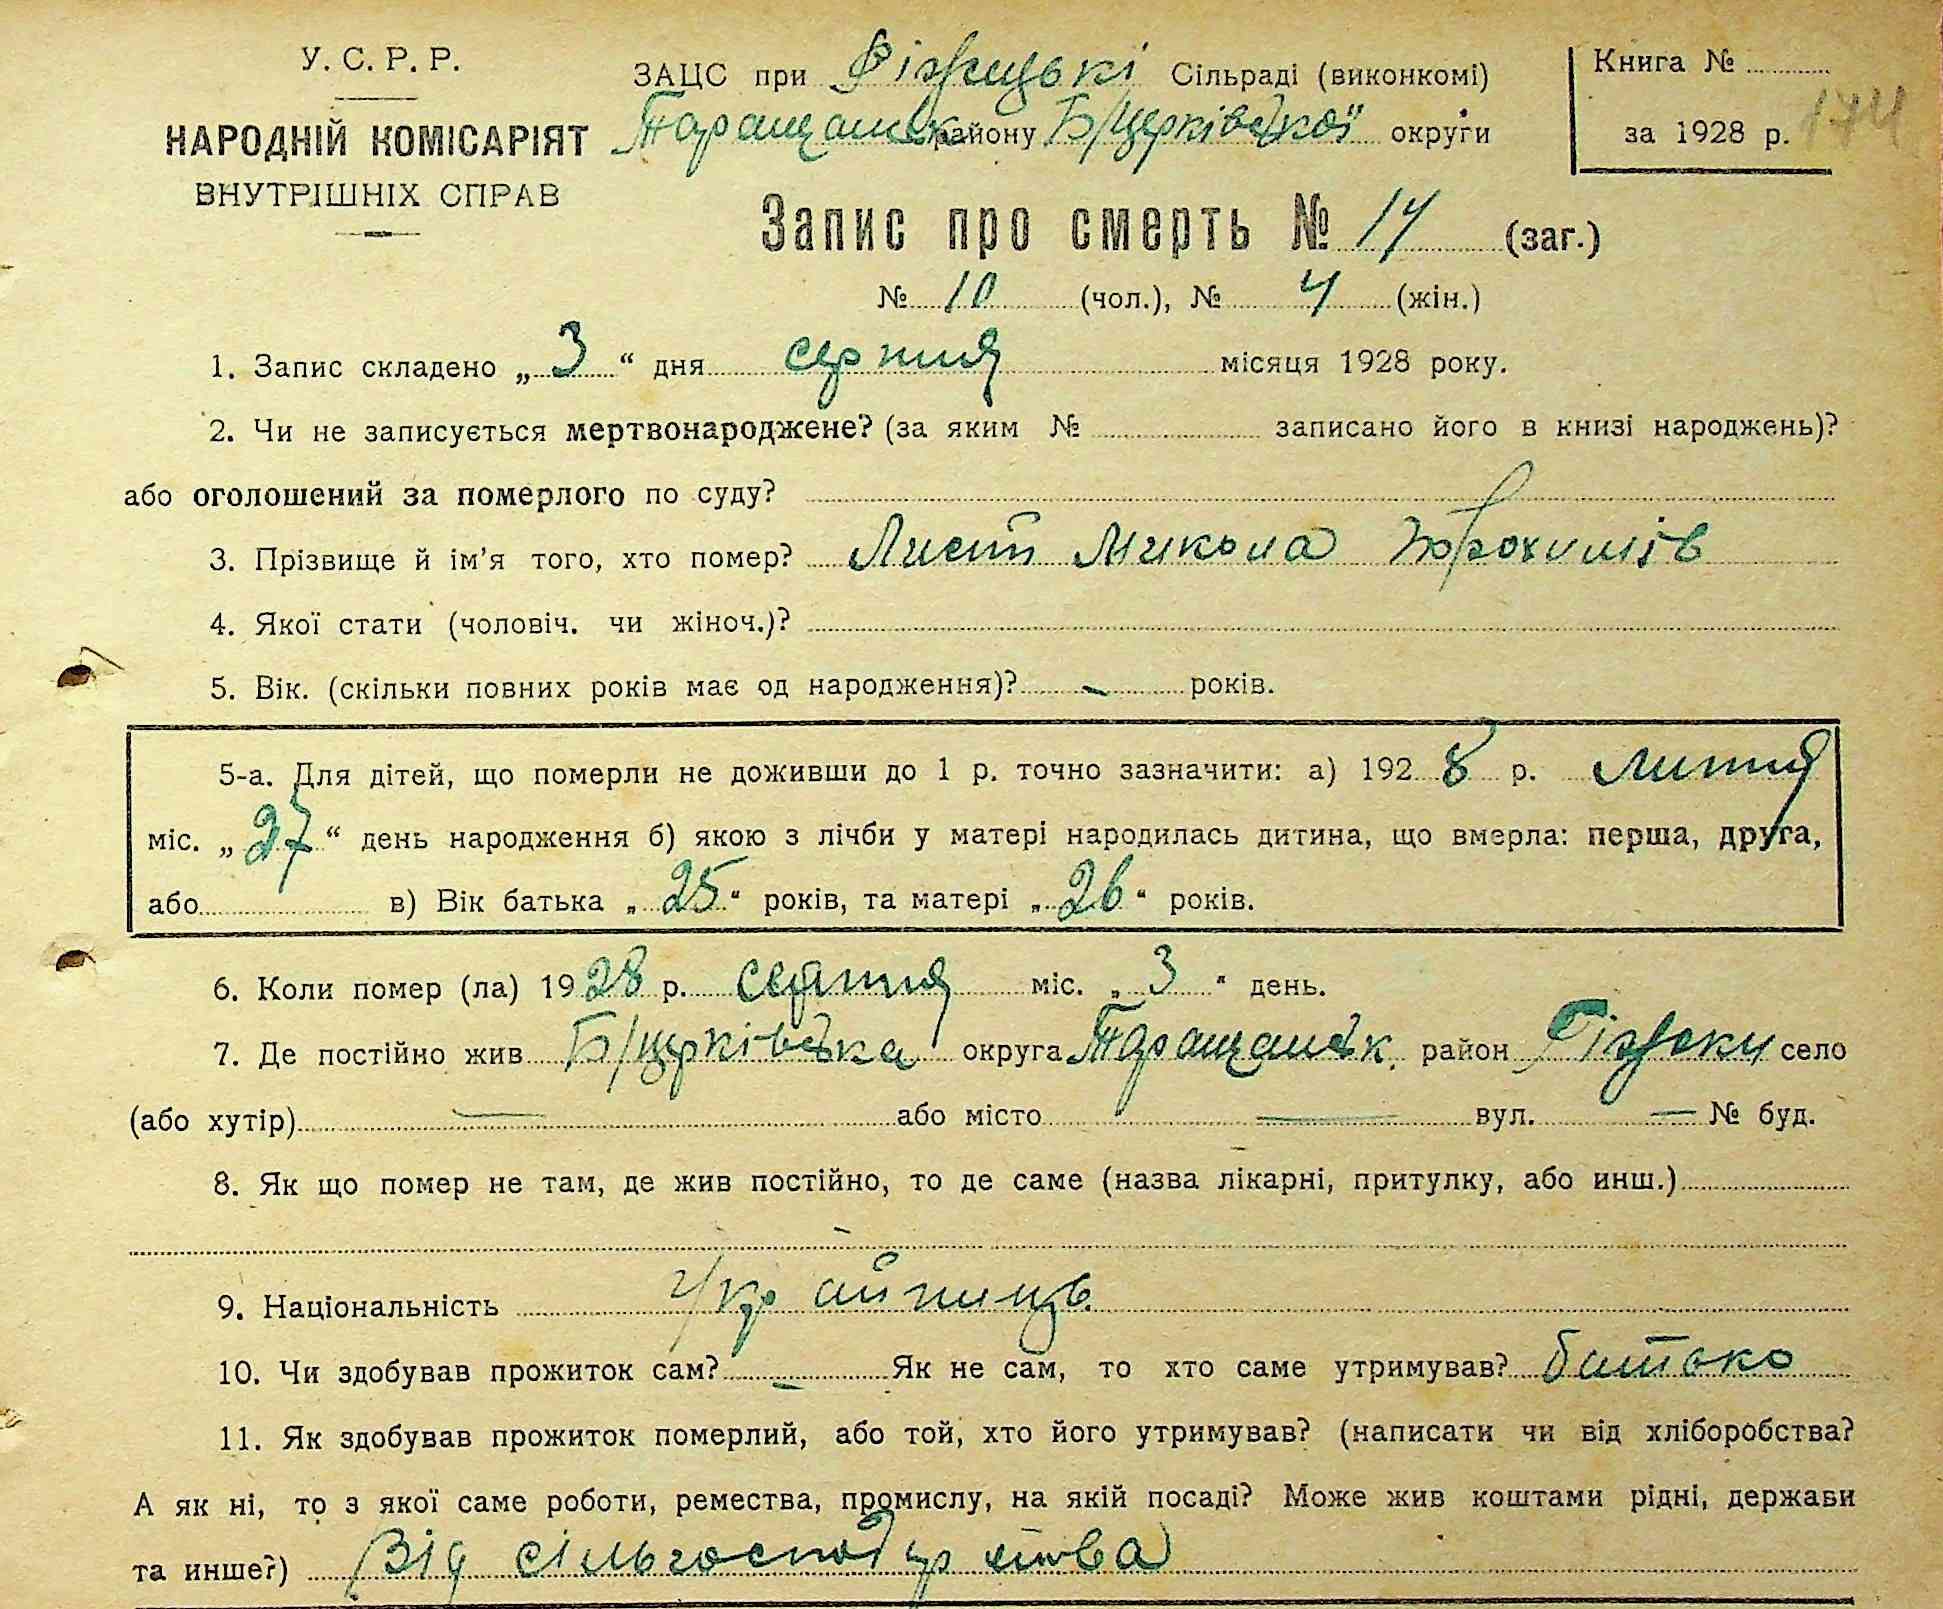 У. С. Р. Р.
НАРОДНІЙ КОМІСАРІЯТ
ВНУТРІШНІХ СПРАВ
ЗАЦС при Сільраді (виконкомі)
Таращанськ району Б/церківської округи
Книга № 
за 1928 р. 174
Запис про смерть № 14 (заг.)
№ 10 (чол.), № 4 (жін.)
1. Запис складено „ 3 “ дня серпня місяця 1928 року.
2. Чи не записується мертвонароджене? (за яким № записано його в книзі народжень)?
або оголошений за померлого по суду?
3. Прізвище й ім’я того, хто помер? Лисет Микола
4. Якої стати (чоловіч. чи жіноч.)?
5. Вік. (скільки повних років має од народження)? - років.
5-а. Для дітей, що померли не доживши до 1 р. точно зазначити: а) 1928 р. липня
міс. „ 27 “ день народження б) якою з лічби у матері народилась дитина, що вмерла: перша, друга,
або в) Вік батька „ 25 “ років, та матері „ 26 “ років.
6. Коли помер (ла) 1928 р. серпня міс. „ 3 “ день.
7. Де постійно жив Б/церківська округа Таращанськ. район Ріжки село
(або хутір) — або місто — вул. — № буд.
8. Як що помер не там, де жив постійно, то де саме (назва лікарні, притулку, або инш.)
-
9. Національність Українець
10. Чи здобував прожиток сам? - Як не сам, то хто саме утримував? батько
11. Як здобував прожиток померлий, або той, хто його утримував? (написати чи від хліборобства?
А як ні, то з якої саме роботи, ремества, промислу, на якій посаді? Може жив коштами рідні, держави
та инше?) Від сільгосподарства